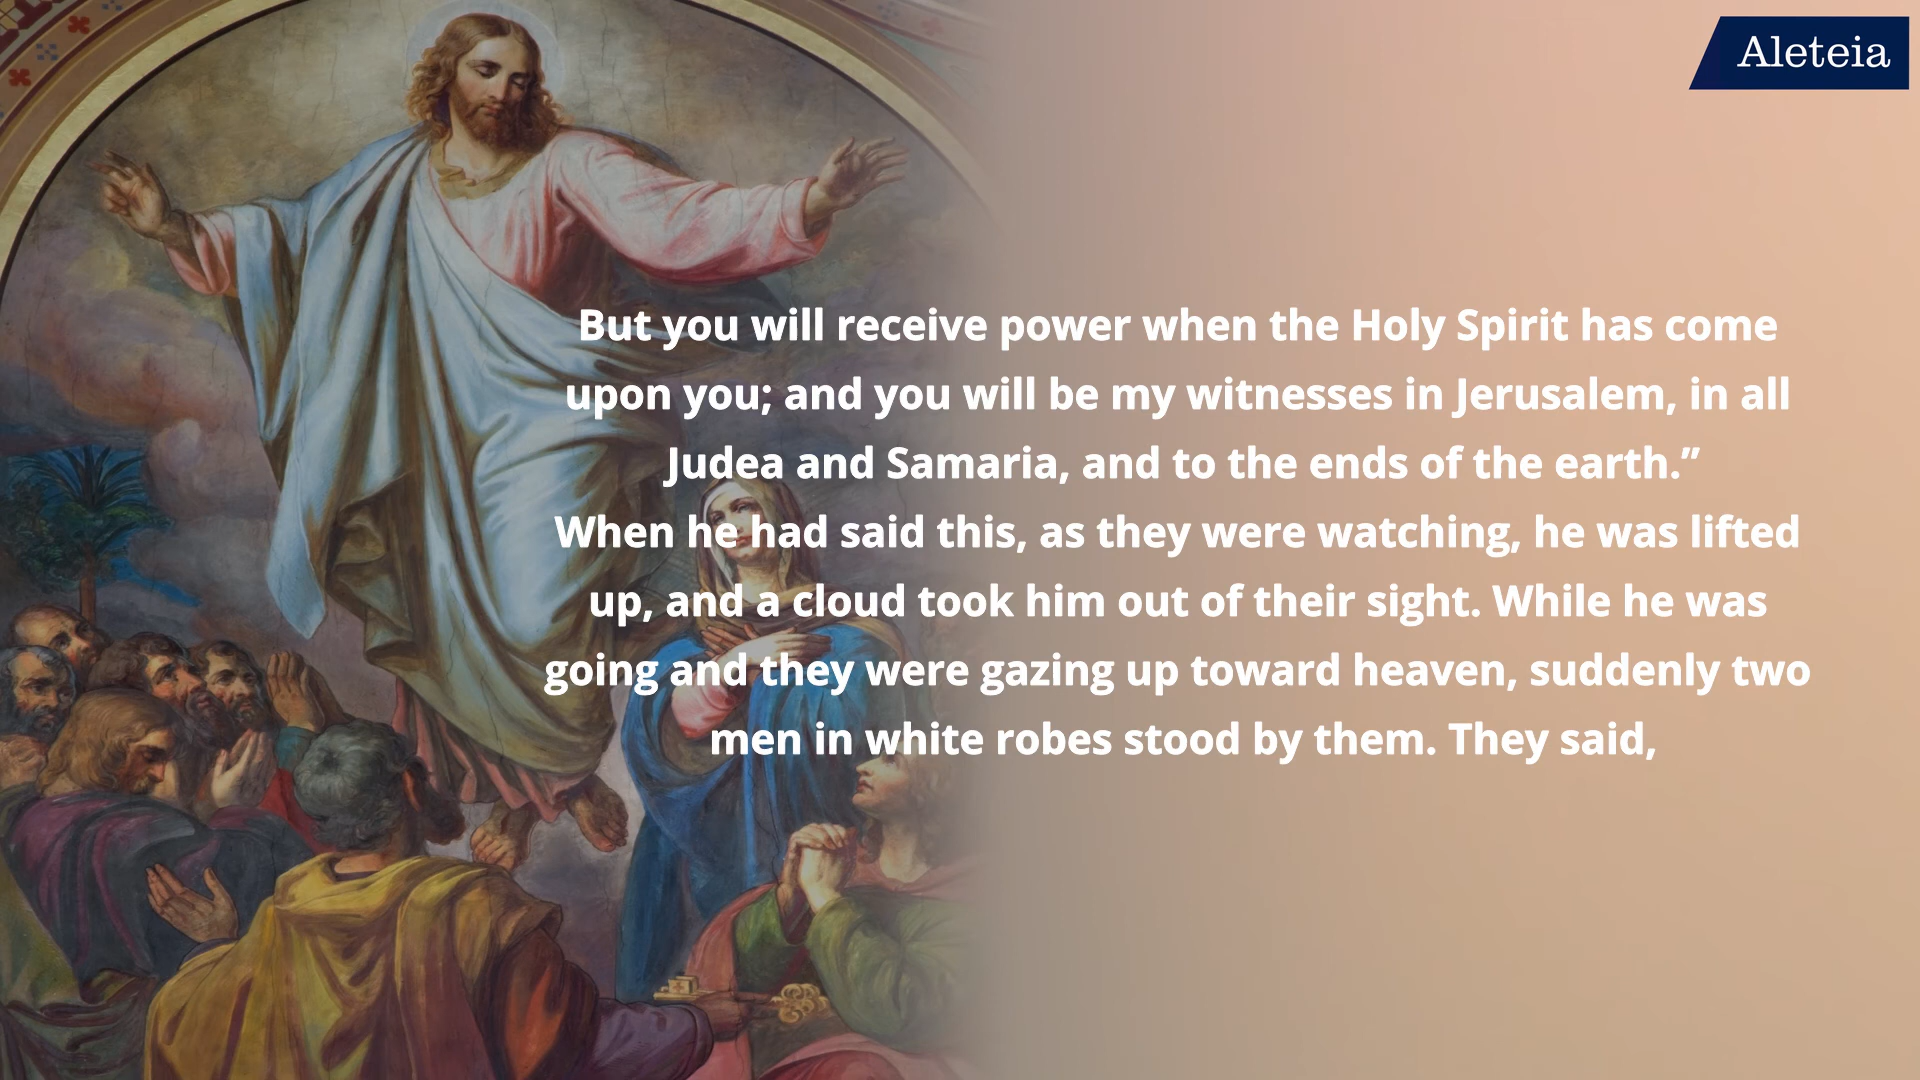 Aleteia
But you will receive power when the Holy Spirit has come
upon you; and you will be my witnesses in Jerusalem, in all
Judea and Samaria, and to the ends of the earth.”
When he had said this, as they were watching, he was lifted
up, and a cloud took him out of their sight. While he was
going and they were gazing up toward heaven, suddenly two
men in white robes stood by them. They said,